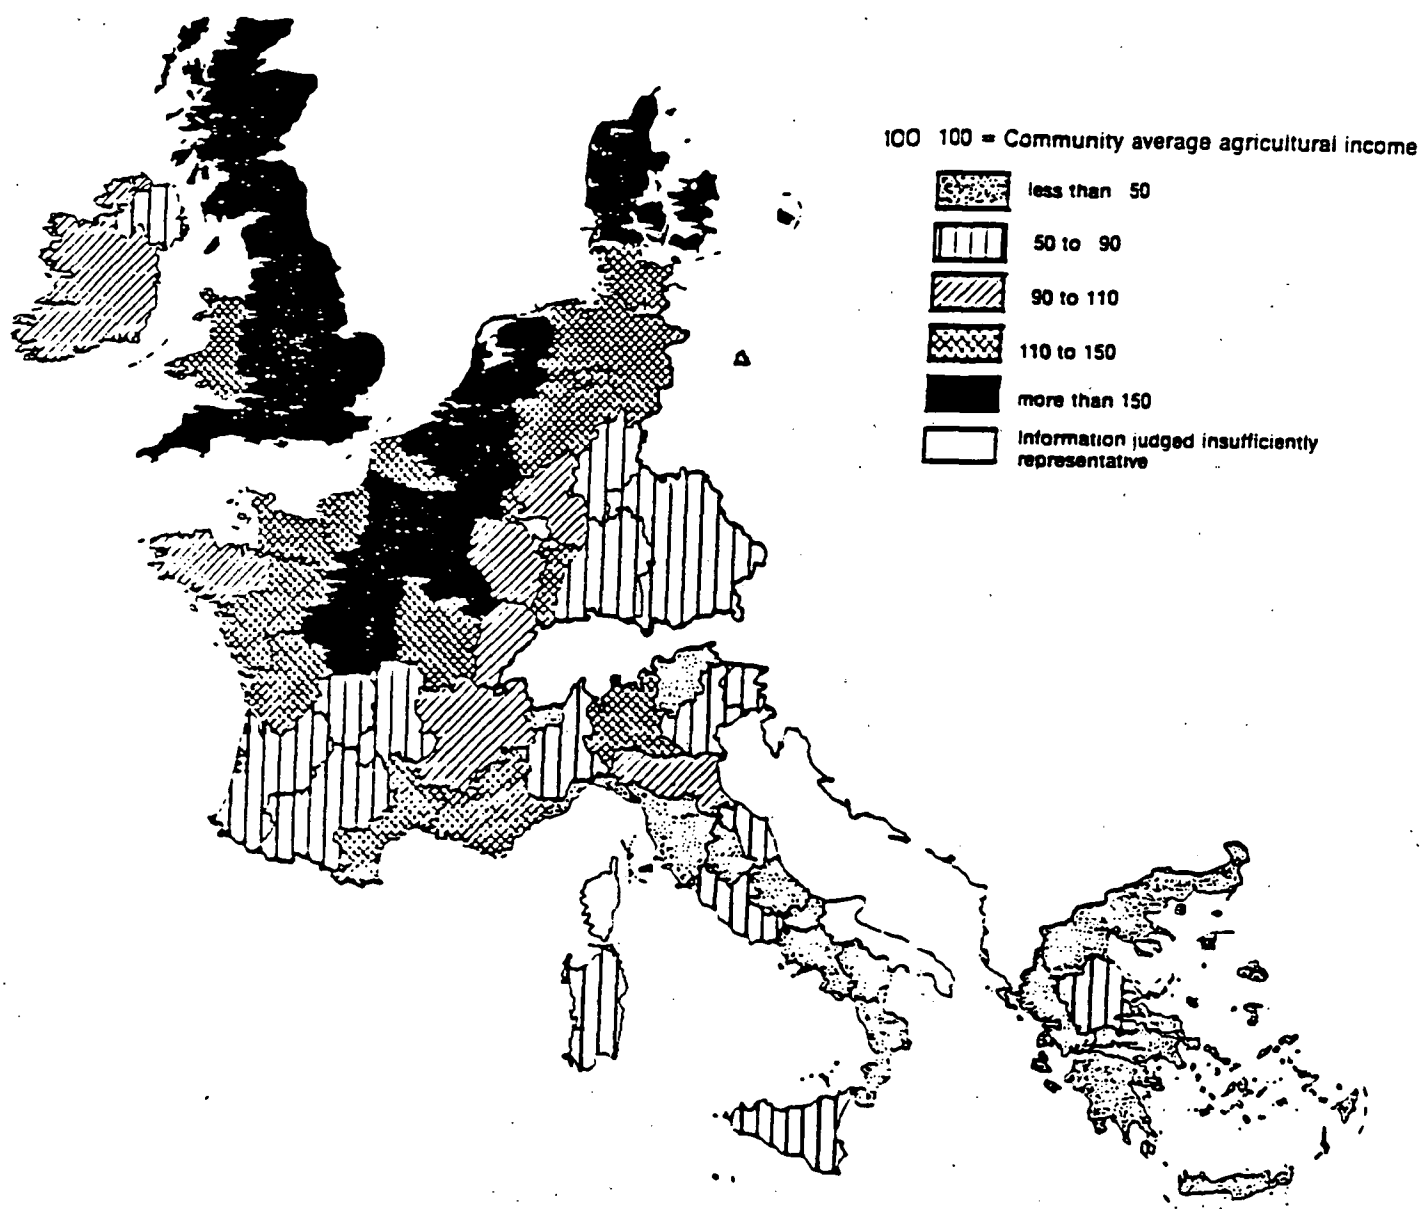 100 100 = Community average agricultural income
less than 50
50 to 90
90 to 110
110 to 150
more than 150
Information judged insufficiently
representative